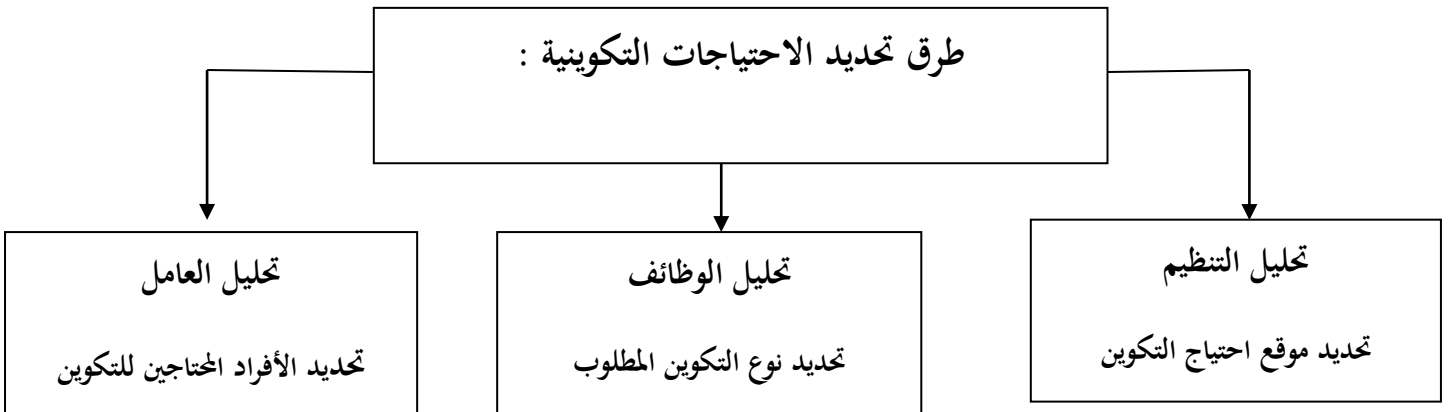 طرق تحديد الاحتياجات التكوينية :
تحليل التنظيم
تحديد موقع احتياج التكوين
تحليل الوظائف
تحديد نوع التكوين المطلوب
تحليل العامل
تحديد الأفراد المحتاجين للتكوين